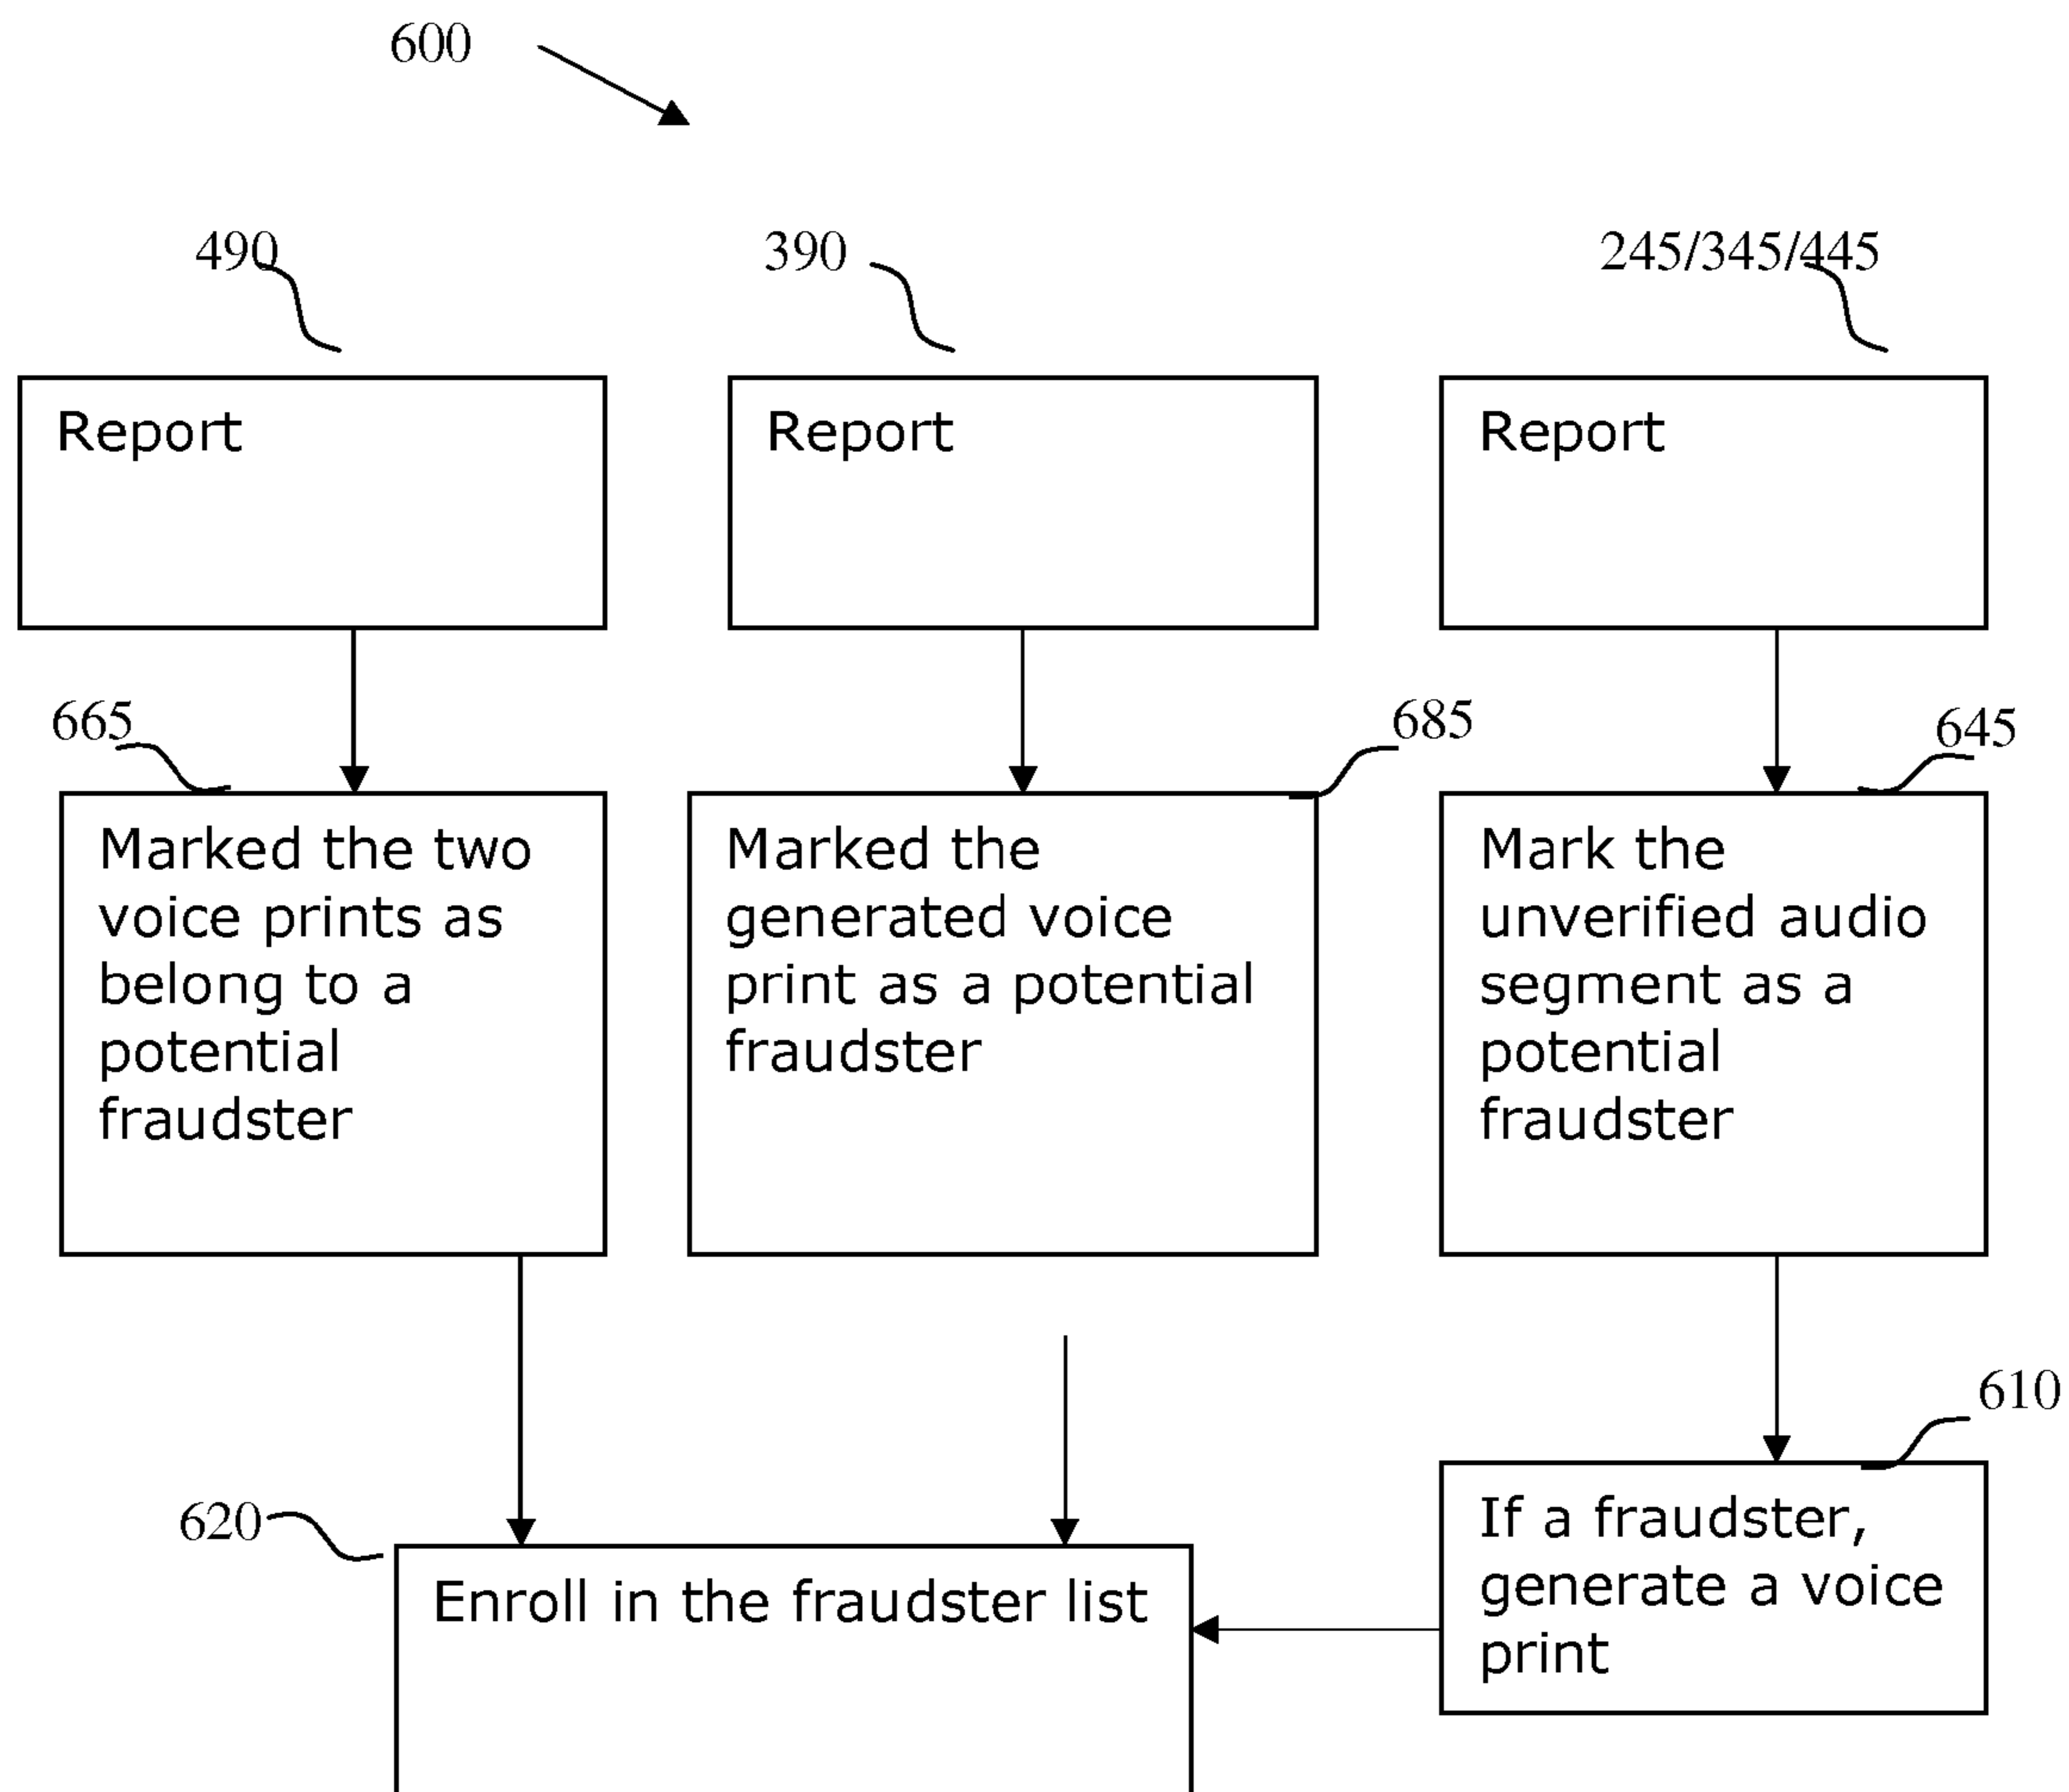 600
490
390
245/345/445
Report
Report
Report
665
685
645
Marked the two
voice prints as
belong to a
potential
fraudster
Marked the
generated voice
print as a potential
fraudster
Mark the
unverified audio
segment as a
potential
fraudster
610
620
If a fraudster,
generate a voice
print
Enroll in the fraudster list